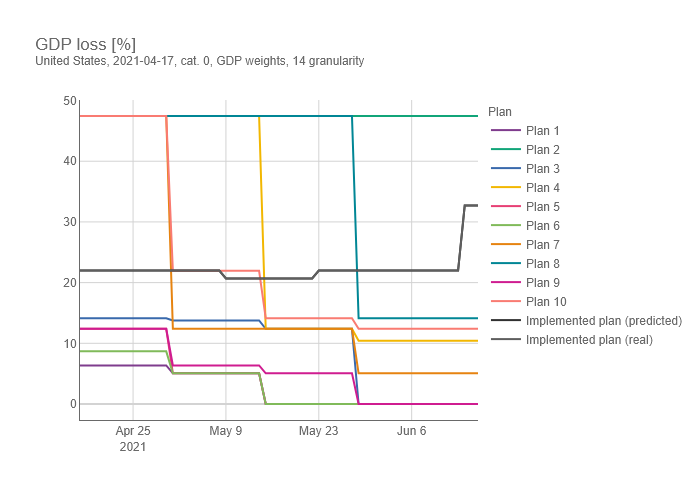 GDP loss [%]
United States, 2021-04-17, cat. 0, GDP weights, 14 granularity
50
40
30
20
10
0
Apr 25
2021
May 9
May 23
Jun 6
Plan
Plan 1
Plan 2
Plan 3
Plan 4
Plan 5
Plan 6
Plan 7
Plan 8
Plan 9
Plan 10
Implemented plan (predicted)
Implemented plan (real)